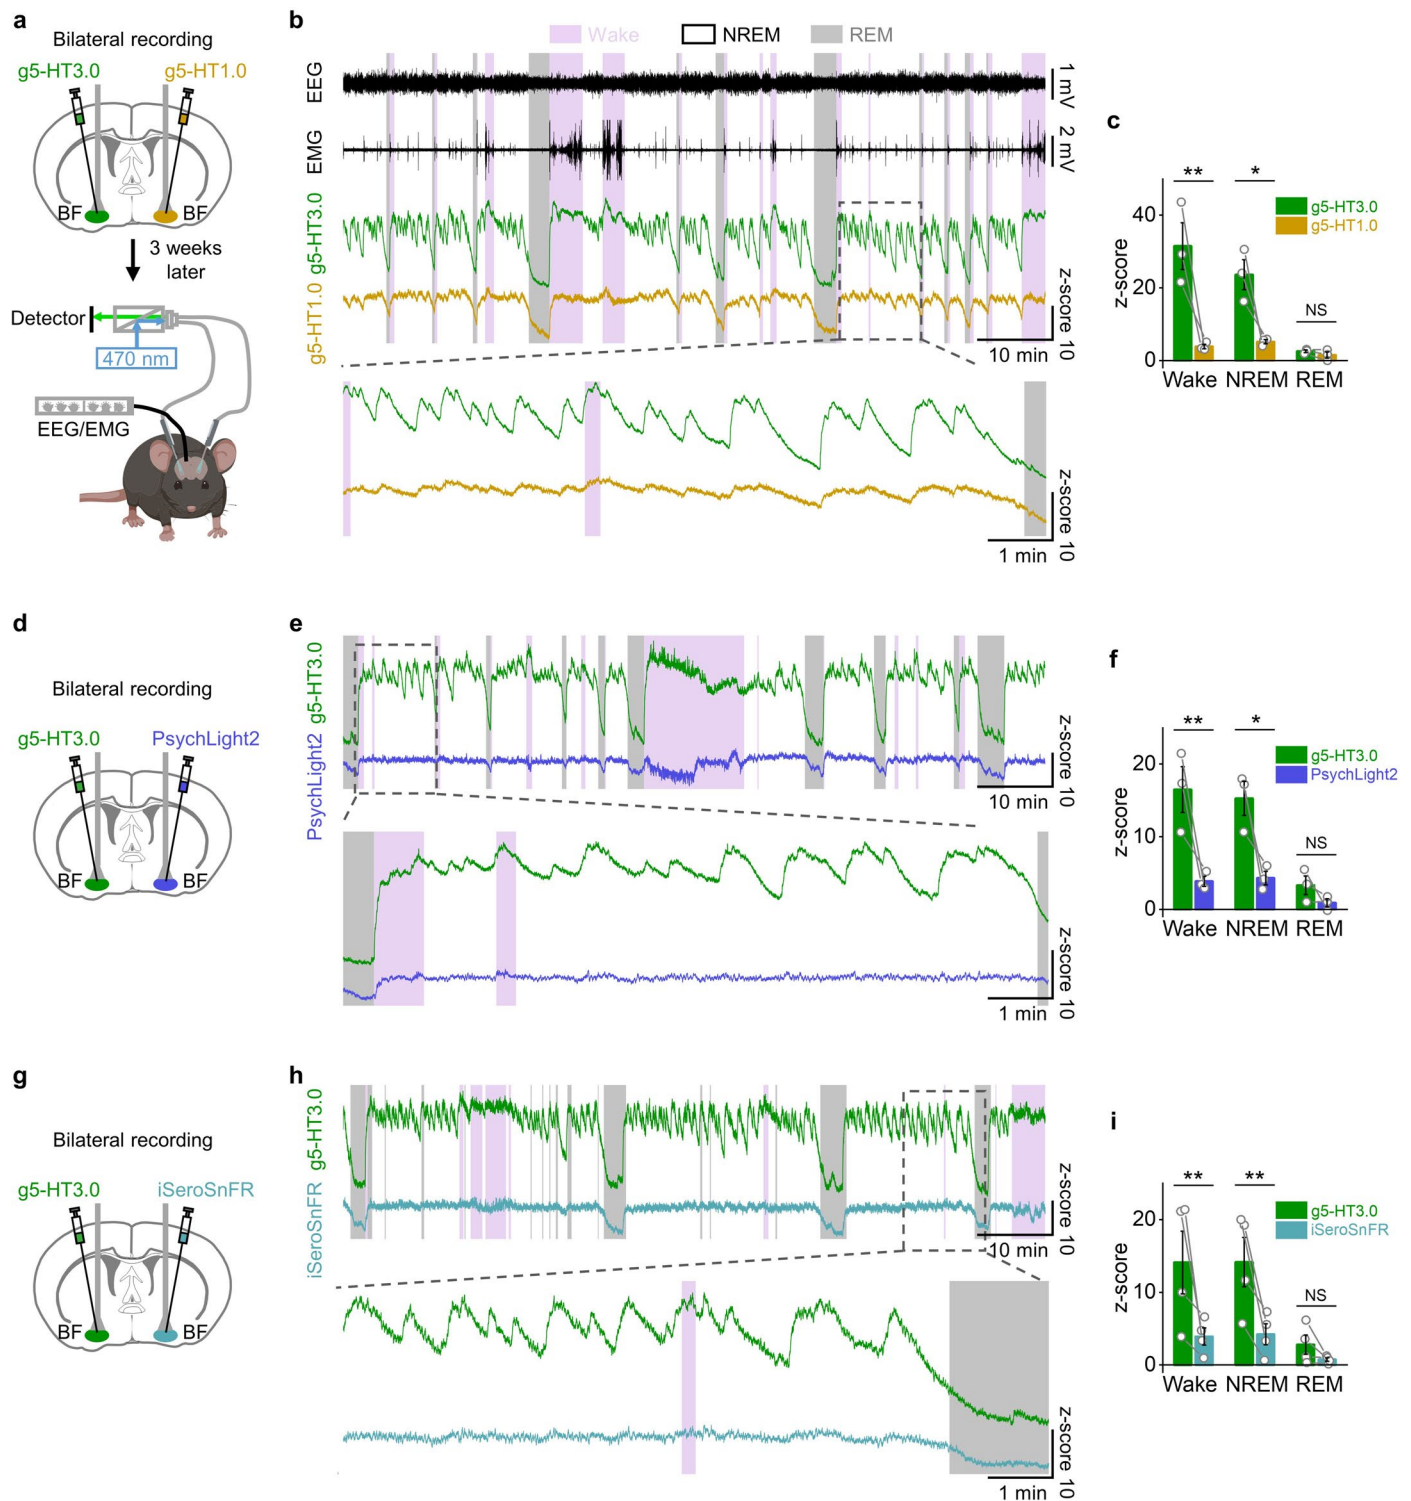 a
Bilateral recording
g5-HT3.0
g5-HT1.0
BF
BF
3 weeks
later
Detector
470 nm
EEG/EMG
b
Wake
NREM
REM
EEG
1 mV
EMG
2 mV
g5-HT3.0
g5-HT1.0
z-score 10
10 min
z-score 10
1 min
c
**
*
g5-HT3.0
g5-HT1.0
z-score
40
20
0
NS
Wake
NREM
REM
d
Bilateral recording
g5-HT3.0
PsychLight2
BF
BF
e
g5-HT3.0
PsychLight2
z-score 10
10 min
z-score 10
1 min
f
**
*
g5-HT3.0
PsychLight2
z-score
20
10
0
NS
Wake
NREM
REM
g
Bilateral recording
g5-HT3.0
iSeroSnFR
BF
BF
h
g5-HT3.0
iSeroSnFR
z-score 10
10 min
z-score 10
1 min
i
**
**
g5-HT3.0
iSeroSnFR
z-score
20
10
0
NS
Wake
NREM
REM